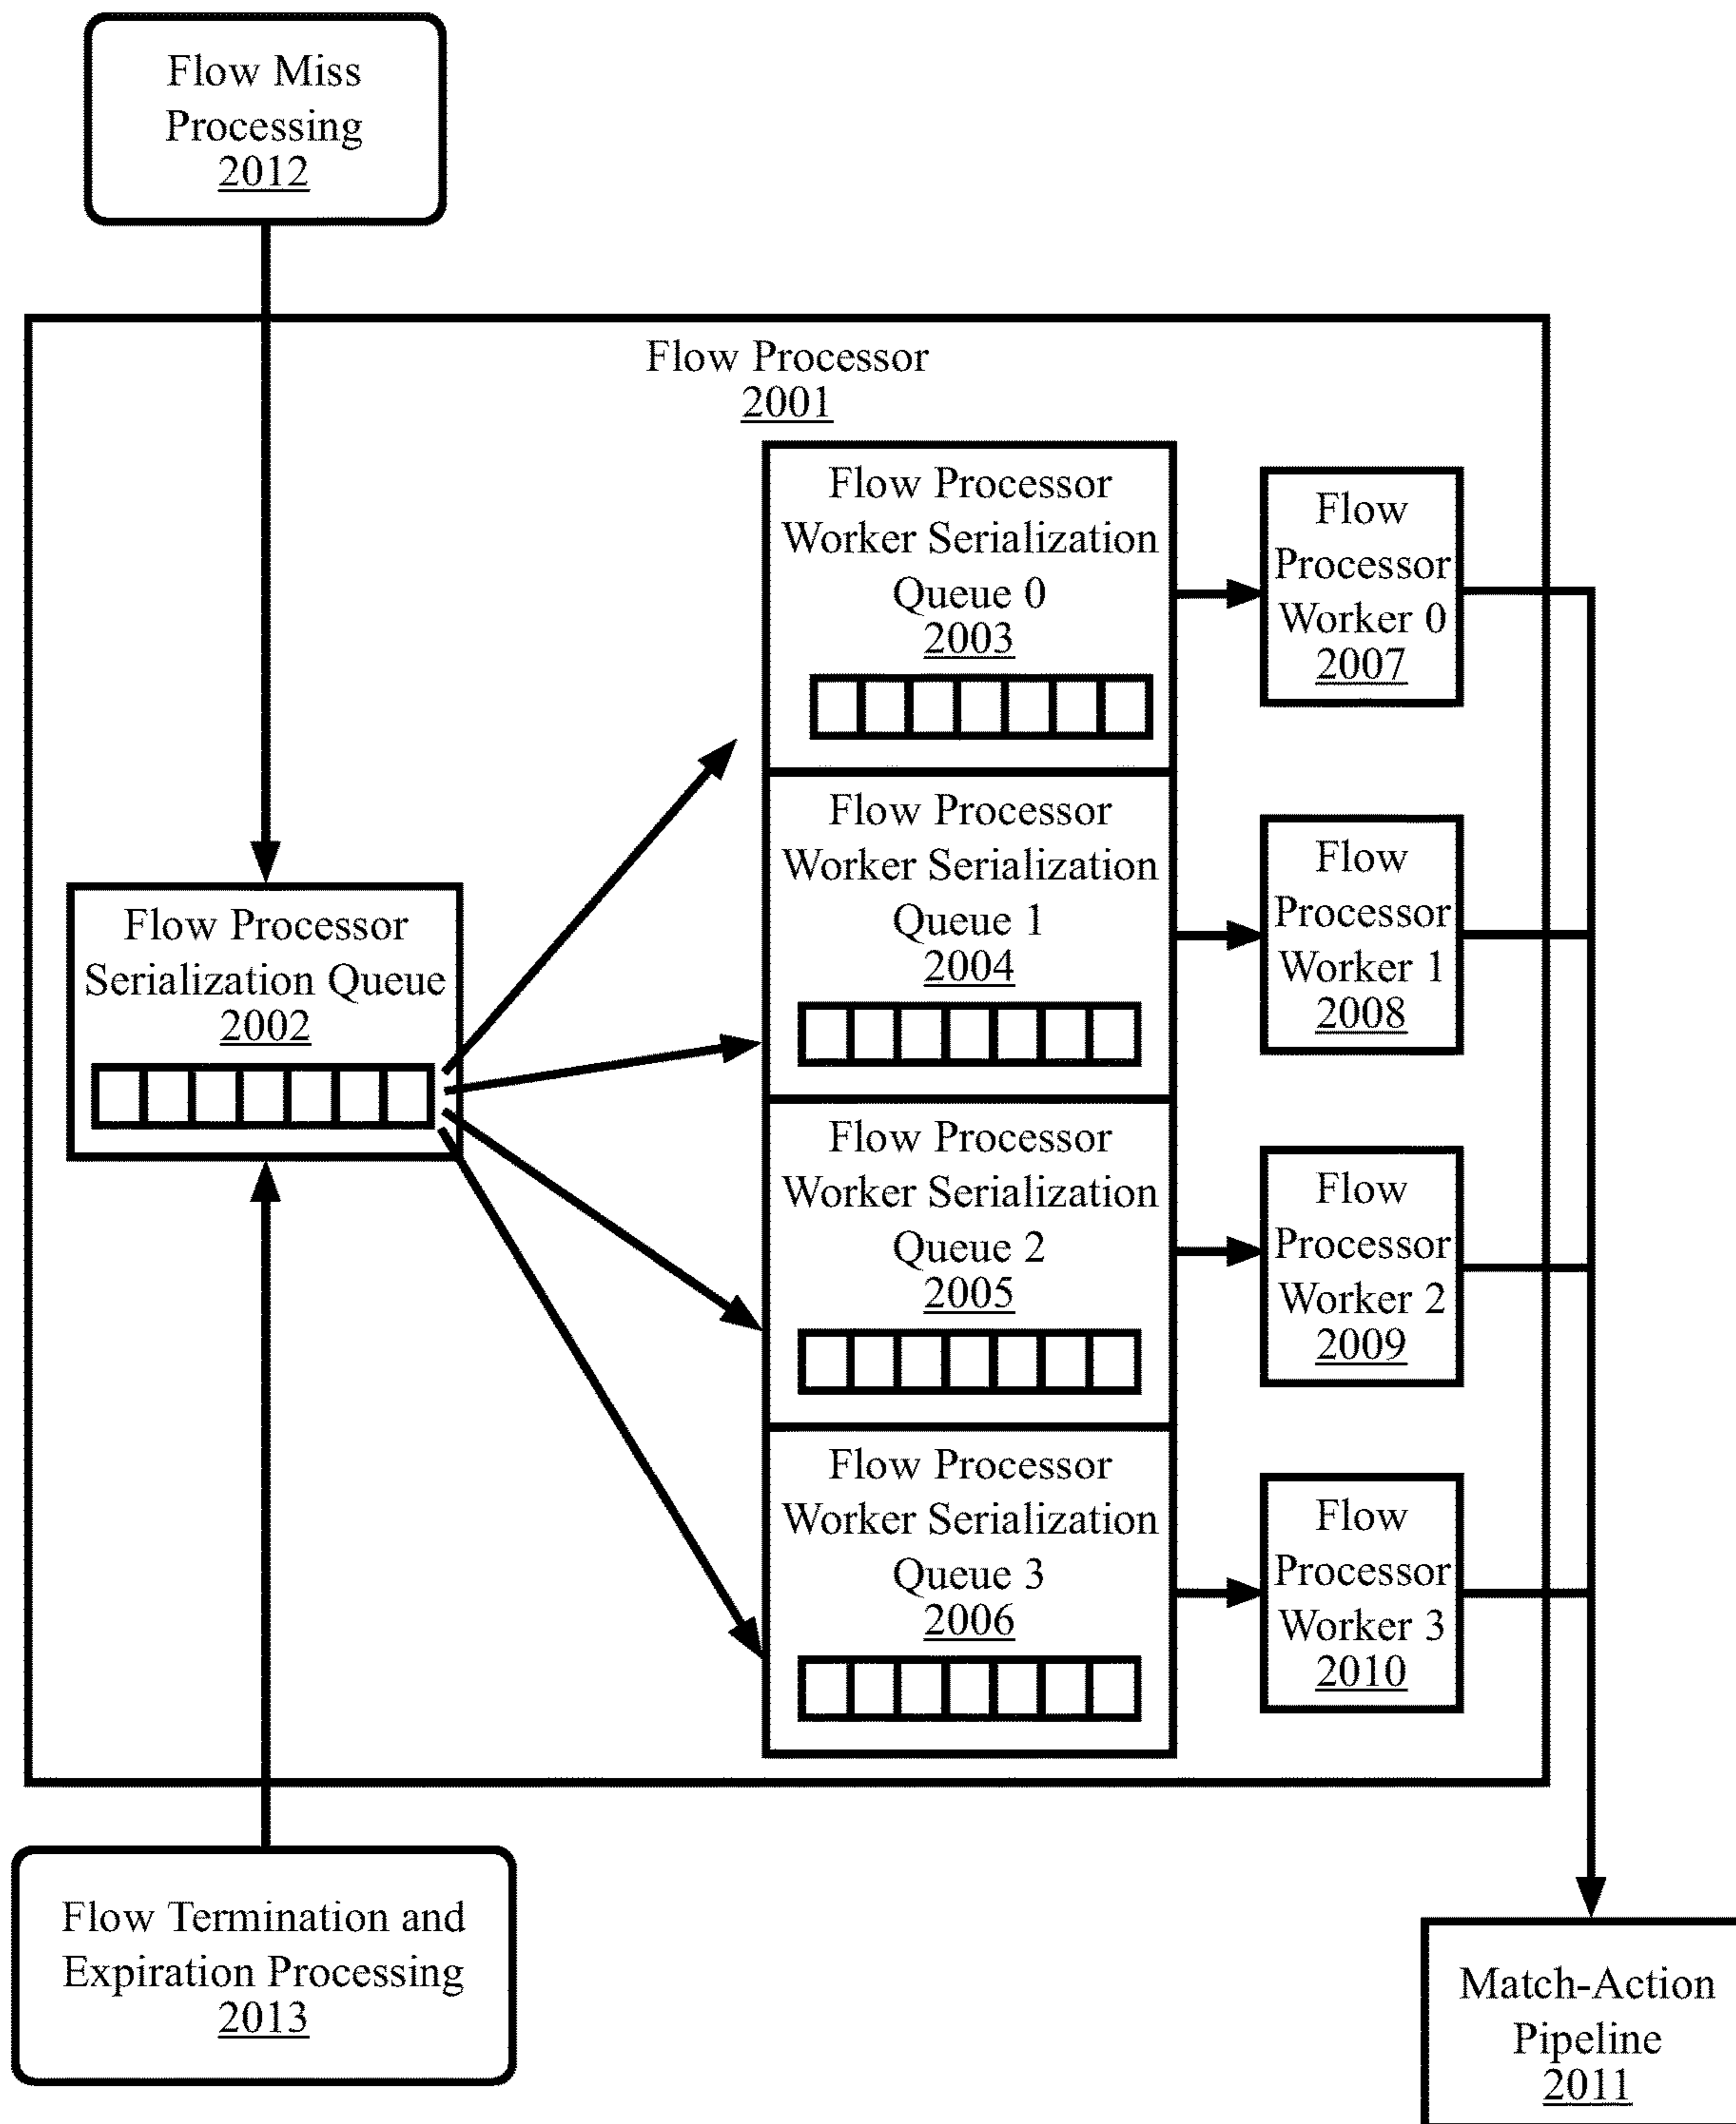 Flow Miss
Processing
2012
Flow Processor
2001
Flow Processor
Worker Serialization
Queue 0
2003
Flow
Processor
Worker 0
2007
Flow Processor
Worker Serialization
Queue 1
2004
Flow
Processor
Worker 1
2008
Flow Processor
Serialization Queue
2002
Flow Processor
Worker Serialization
Queue 2
2005
Flow
Processor
Worker 2
2009
Flow Processor
Worker Serialization
Queue 3
2006
Flow
Processor
Worker 3
2010
Flow Termination and
Expiration Processing
2013
Match-Action
Pipeline
2011